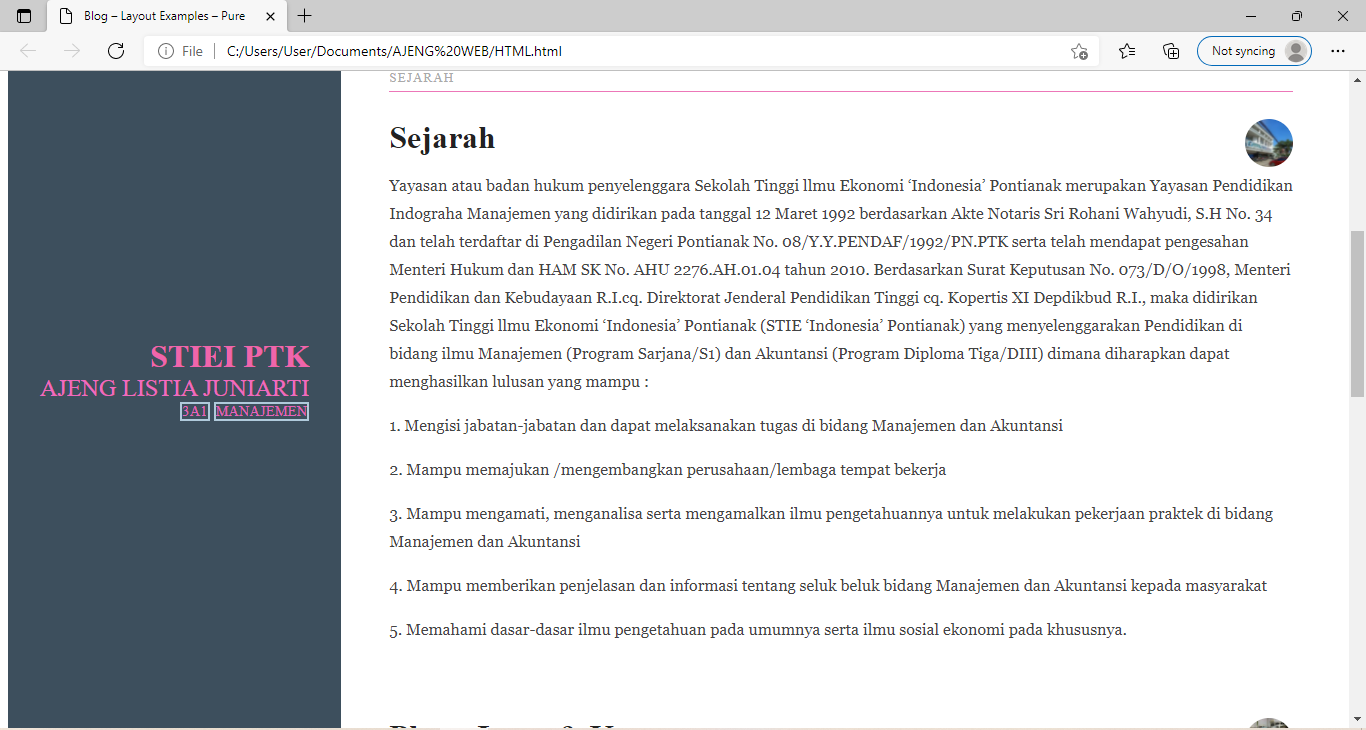 Blog – Layout Examples – Pure
File
C:/Users/User/Documents/AJENG%20WEB/HTML.html
Not syncing
STIEI PTK
AJENG LISTIA JUNIARTI
3A1 MANAJEMEN
SEJARAH
Sejarah
Yayasan atau badan hukum penyelenggara Sekolah Tinggi llmu Ekonomi ‘Indonesia’ Pontianak merupakan Yayasan Pendidikan
Indograha Manajemen yang didirikan pada tanggal 12 Maret 1992 berdasarkan Akte Notaris Sri Rohani Wahyudi, S.H No. 34
dan telah terdaftar di Pengadilan Negeri Pontianak No. 08/Y.Y.PENDAF/1992/PN.PTK serta telah mendapat pengesahan
Menteri Hukum dan HAM SK No. AHU 2276.AH.01.04 tahun 2010. Berdasarkan Surat Keputusan No. 073/D/O/1998, Menteri
Pendidikan dan Kebudayaan R.I.cq. Direktorat Jenderal Pendidikan Tinggi cq. Kopertis XI Depdikbud R.I., maka didirikan
Sekolah Tinggi llmu Ekonomi ‘Indonesia’ Pontianak (STIE ‘Indonesia’ Pontianak) yang menyelenggarakan Pendidikan di
bidang ilmu Manajemen (Program Sarjana/S1) dan Akuntansi (Program Diploma Tiga/DIII) dimana diharapkan dapat
menghasilkan lulusan yang mampu :
1. Mengisi jabatan-jabatan dan dapat melaksanakan tugas di bidang Manajemen dan Akuntansi
2. Mampu memajukan /mengembangkan perusahaan/lembaga tempat bekerja
3. Mampu mengamati, menganalisa serta mengamalkan ilmu pengetahuannya untuk melakukan pekerjaan praktek di bidang
Manajemen dan Akuntansi
4. Mampu memberikan penjelasan dan informasi tentang seluk beluk bidang Manajemen dan Akuntansi kepada masyarakat
5. Memahami dasar-dasar ilmu pengetahuan pada umumnya serta ilmu sosial ekonomi pada khususnya.